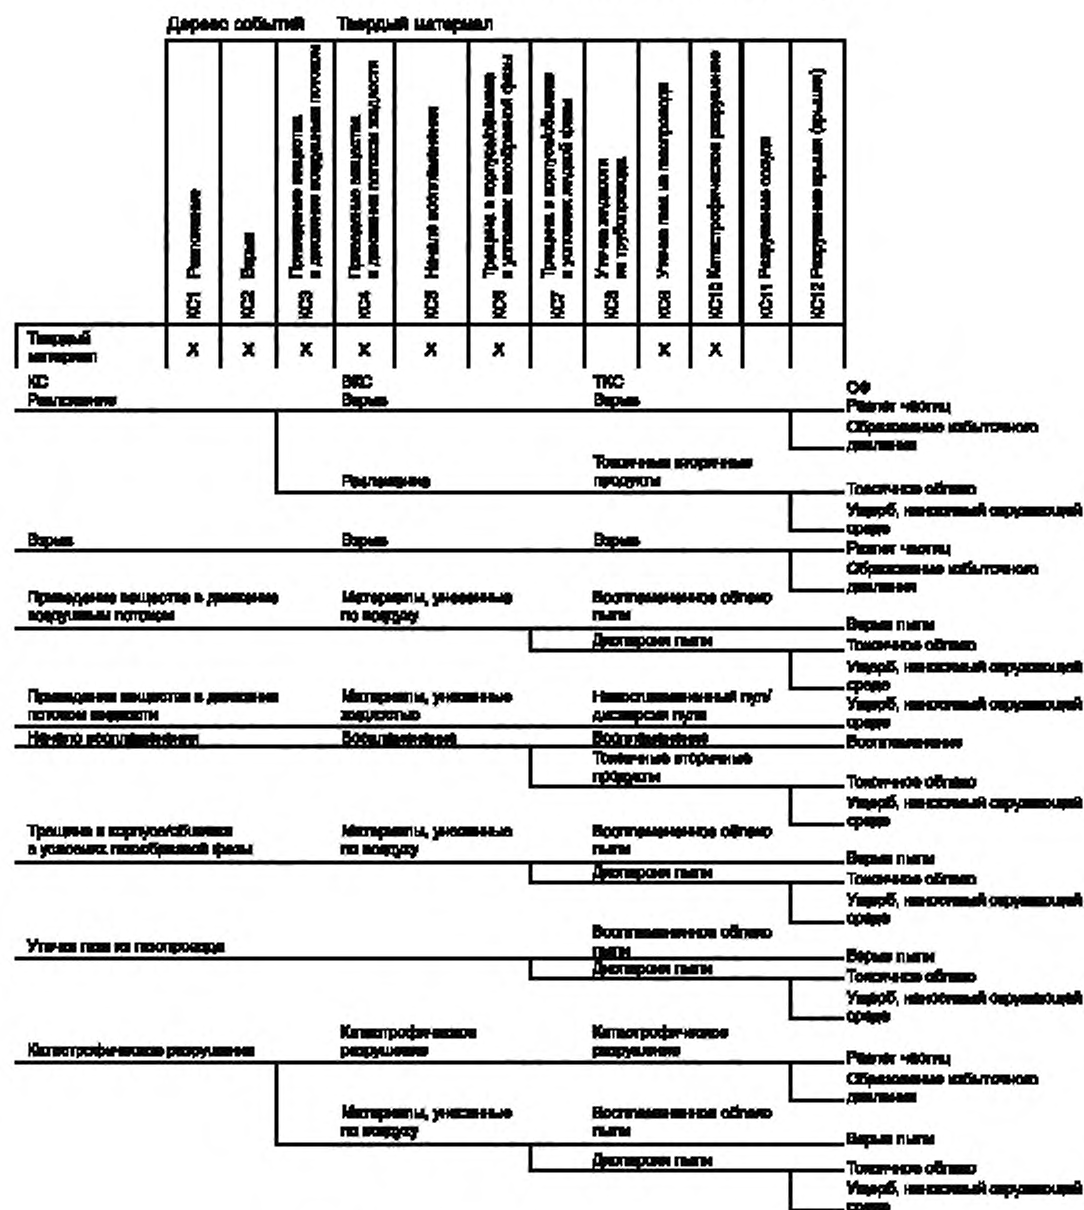 Дерево событий Твердый материал
КС1 Разложение
КС2 Взрыв
КС3 Приведение вещества
в движение воздушным потоком
КС4 Приведение вещества
в движение потоком жидкости
КС5 Начало воспламенения
КС6 Трещина в корпусе/обшивке
в условиях газообразной фазы
КС7 Трещина в корпусе/обшивке
в условиях жидкой фазы
КС8 Утечка жидкости
из трубопровода
КС9 Утечка газа из газопровода
КС10 Катастрофическое разрушение
КС11 Разрушение сосуда
КС12 Разрушение крыши (крышки)
Твердый
материал
X X X X X X X X
КС ВКС ТКС ОФ
Разложение Взрыв Взрыв Разлет частиц
Образование избыточного
давления
Разложение Токсичные вторичные
продукты
Токсичное облако
Ущерб, наносимый окружающей
среде
Взрыв Взрыв Взрыв Разлет частиц
Образование избыточного
давления
Приведение вещества в движение Материалы, унесенные Воспламененное облако
воздушным потоком по воздуху пыли
Взрыв пыли
Дисперсия пыли Токсичное облако
Ущерб, наносимый окружающей
среде
Приведение вещества в движение Материалы, унесенные Невоспламененный пул/ Ущерб, наносимый окружающей
потоком жидкости жидкостью дисперсия пула среде
Начало воспламенения Воспламенение Воспламенение Воспламенение
Токсичные вторичные
продукты Токсичное облако
Ущерб, наносимый окружающей
среде
Трещина в корпусе/обшивке Материалы, унесенные Воспламененное облако
в условиях газообразной фазы по воздуху пыли
Взрыв пыли
Дисперсия пыли Токсичное облако
Ущерб, наносимый окружающей
среде
Воспламененное облако
Утечка газа из газопровода пыли Взрыв пыли
Дисперсия пыли Токсичное облако
Ущерб, наносимый окружающей
среде
Катастрофическое Катастрофическое
Катастрофическое разрушение разрушение разрушение
Разлет частиц
Образование избыточного
давления
Материалы, унесенные Воспламененное облако
по воздуху пыли
Взрыв пыли
Дисперсия пыли Токсичное облако
Ущерб, наносимый окружающей
среде